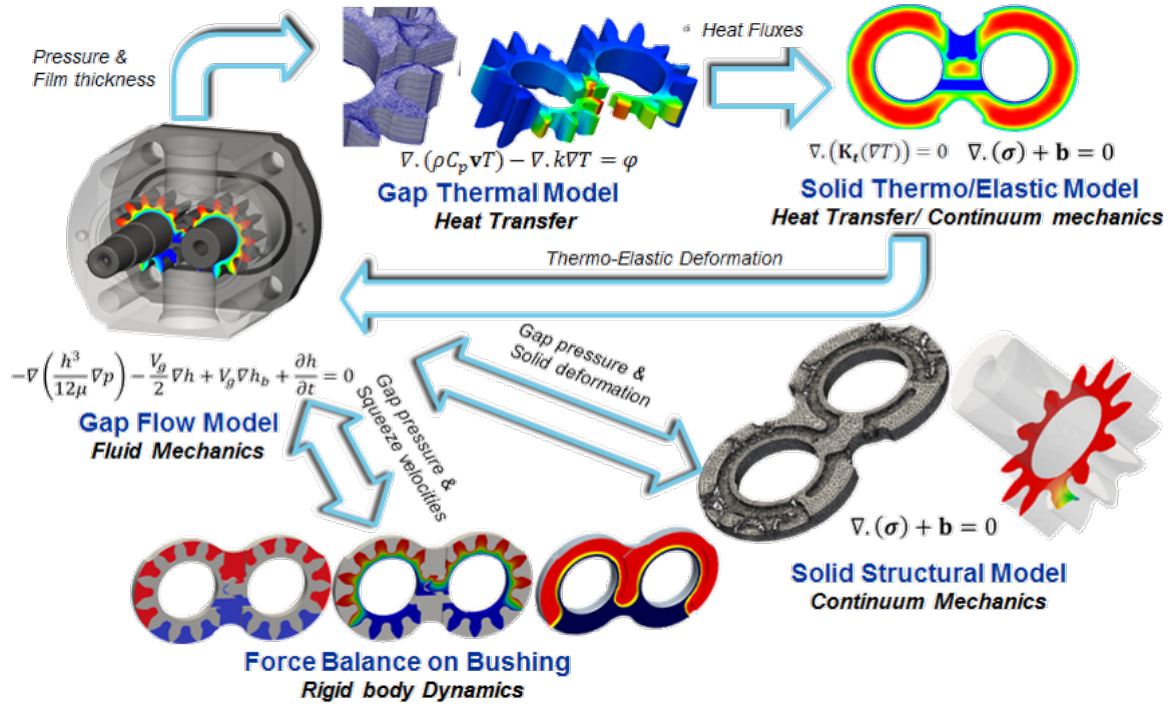 Pressure &
Film thickness
Heat Fluxes
∇.(ρC_p vT) − ∇.k∇T = φ
Gap Thermal Model
Heat Transfer
∇.(K_t(∇T)) = 0 ∇.(σ) + b = 0
Solid Thermo/Elastic Model
Heat Transfer/ Continuum mechanics
Thermo-Elastic Deformation
Gap pressure &
Solid deformation
−∇(h³/12μ ∇p) − V_g/2 ∇h + V_g∇h_b + ∂h/∂t = 0
Gap Flow Model
Fluid Mechanics
Gap pressure &
Squeeze velocities
∇.(σ) + b = 0
Solid Structural Model
Continuum Mechanics
Force Balance on Bushing
Rigid body Dynamics